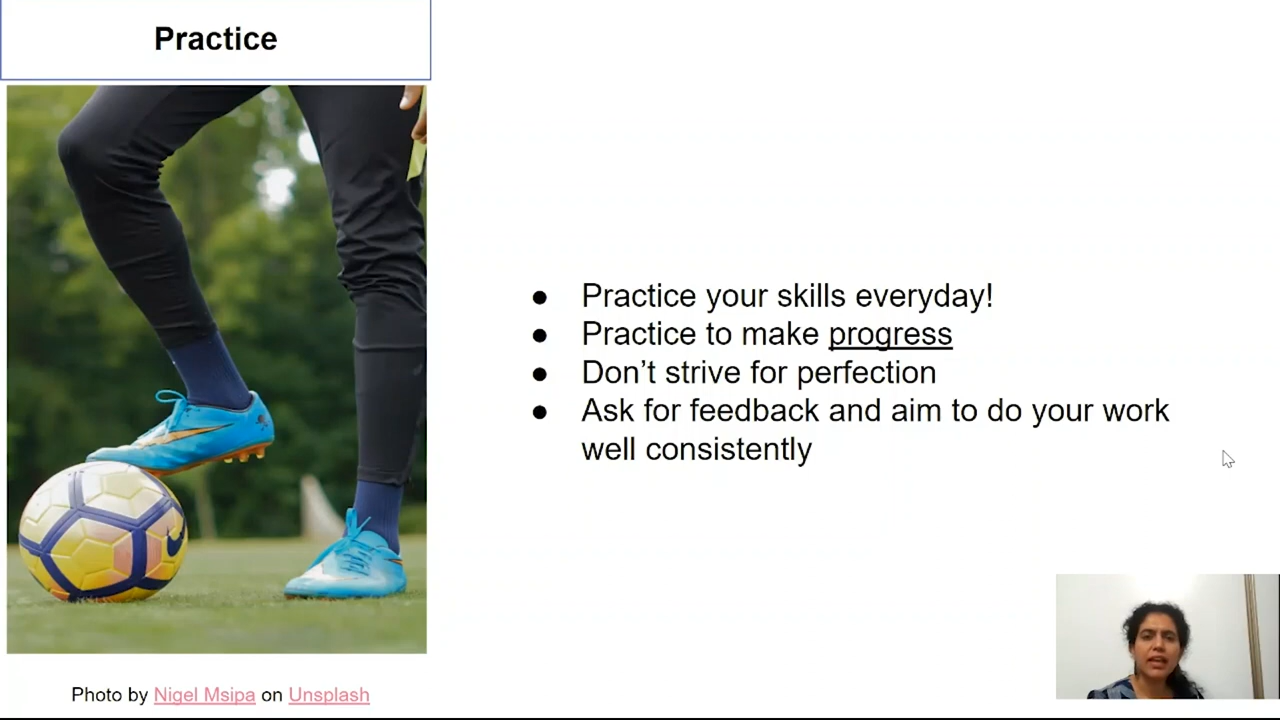 Practice
● Practice your skills everyday!
● Practice to make progress
● Don’t strive for perfection
● Ask for feedback and aim to do your work
well consistently
Photo by Nigel Msipa on Unsplash